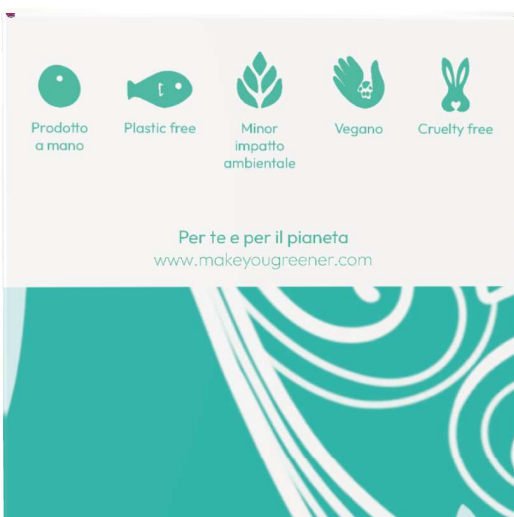 Prodotto
a mano
Plastic free
Minor
impatto
ambientale
Vegano
Cruelty free
Per te e per il pianeta
www.makeyougreener.com